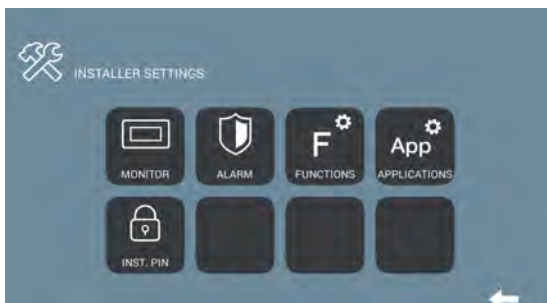 INSTALLER SETTINGS
MONITOR
ALARM
F
FUNCTIONS
App
APPLICATIONS
INST. PIN